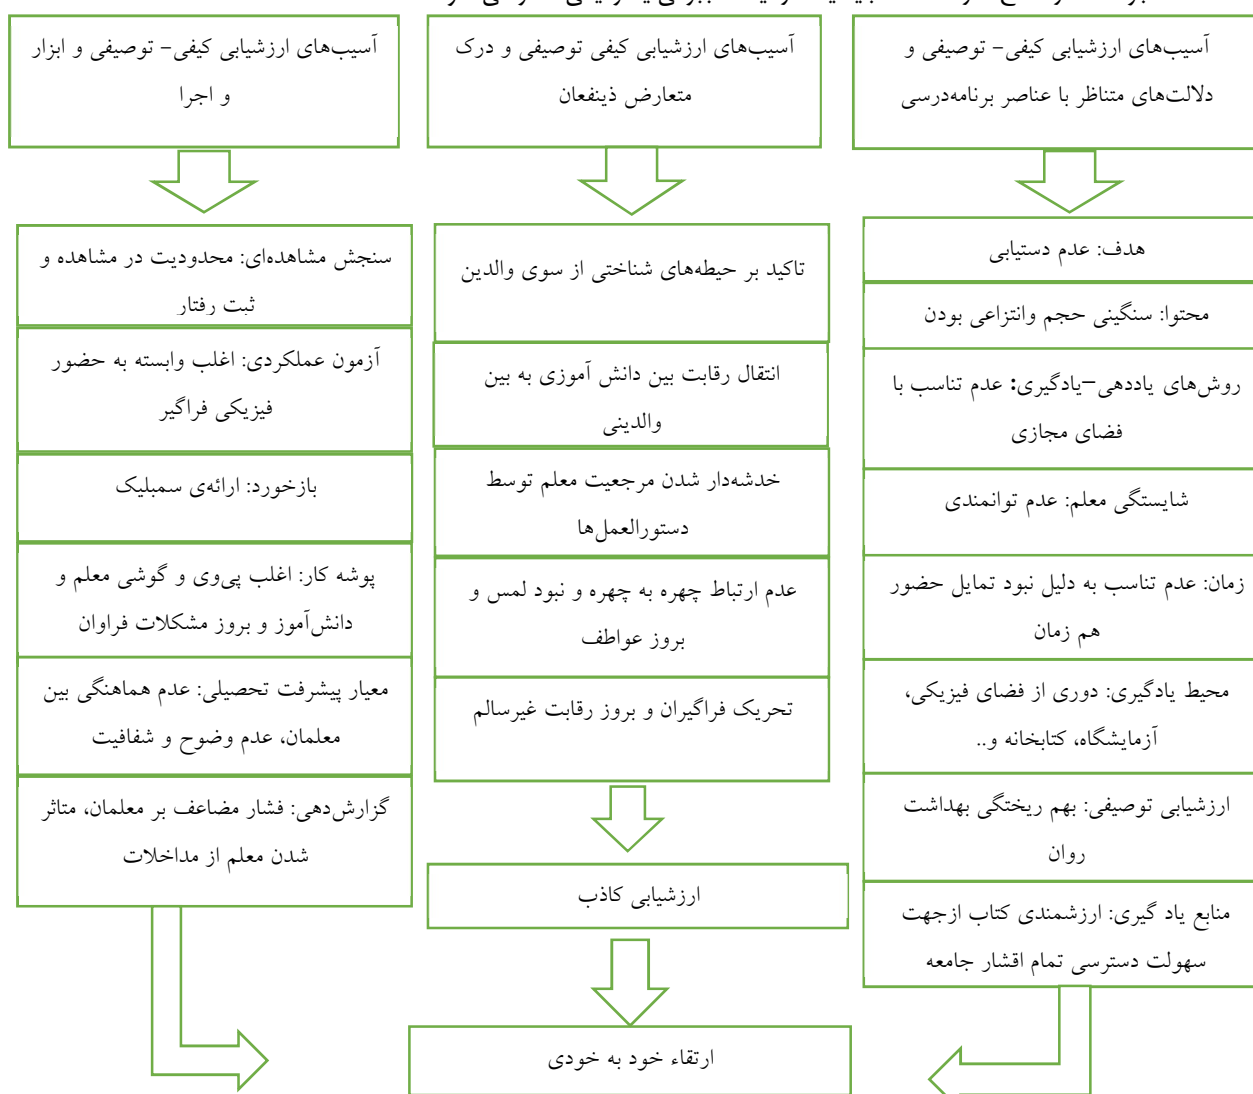 آسیب‌های ارزشیابی کیفی- توصیفی و
دلالت‌های متناظر با عناصر برنامه‌درسی
هدف: عدم دستیابی
محتوا: سنگینی حجم وانتزاعی بودن
روش‌های یاددهی–یادگیری: عدم تناسب با
فضای مجازی
شایستگی معلم: عدم توانمندی
زمان: عدم تناسب به دلیل نبود تمایل حضور
هم زمان
محیط یادگیری: دوری از فضای فیزیکی،
آزمایشگاه، کتابخانه و..
ارزشیابی توصیفی: بهم ریختگی بهداشت
روان
منابع یاد گیری: ارزشمندی کتاب ازجهت
سهولت دسترسی تمام اقشار جامعه
آسیب‌های ارزشیابی کیفی توصیفی و درک
متعارض ذینفعان
تاکید بر حیطه‌های شناختی از سوی والدین
انتقال رقابت بین دانش آموزی به بین
والدینی
خدشه‌دار شدن مرجعیت معلم توسط
دستورالعمل‌ها
عدم ارتباط چهره به چهره و نبود لمس و
بروز عواطف
تحریک فراگیران و بروز رقابت غیرسالم
ارزشیابی کاذب
آسیب‌های ارزشیابی کیفی- توصیفی و ابزار
و اجرا
سنجش مشاهده‌ای: محدودیت در مشاهده و
ثبت رفتار
آزمون عملکردی: اغلب وابسته به حضور
فیزیکی فراگیر
بازخورد: ارائه‌ی سمبلیک
پوشه کار: اغلب پی‌وی و گوشی معلم و
دانش‌آموز و بروز مشکلات فراوان
معیار پیشرفت تحصیلی: عدم هماهنگی بین
معلمان، عدم وضوح و شفافیت
گزارش‌دهی: فشار مضاعف بر معلمان، متاثر
شدن معلم از مداخلات
ارتقاء خود به خودی